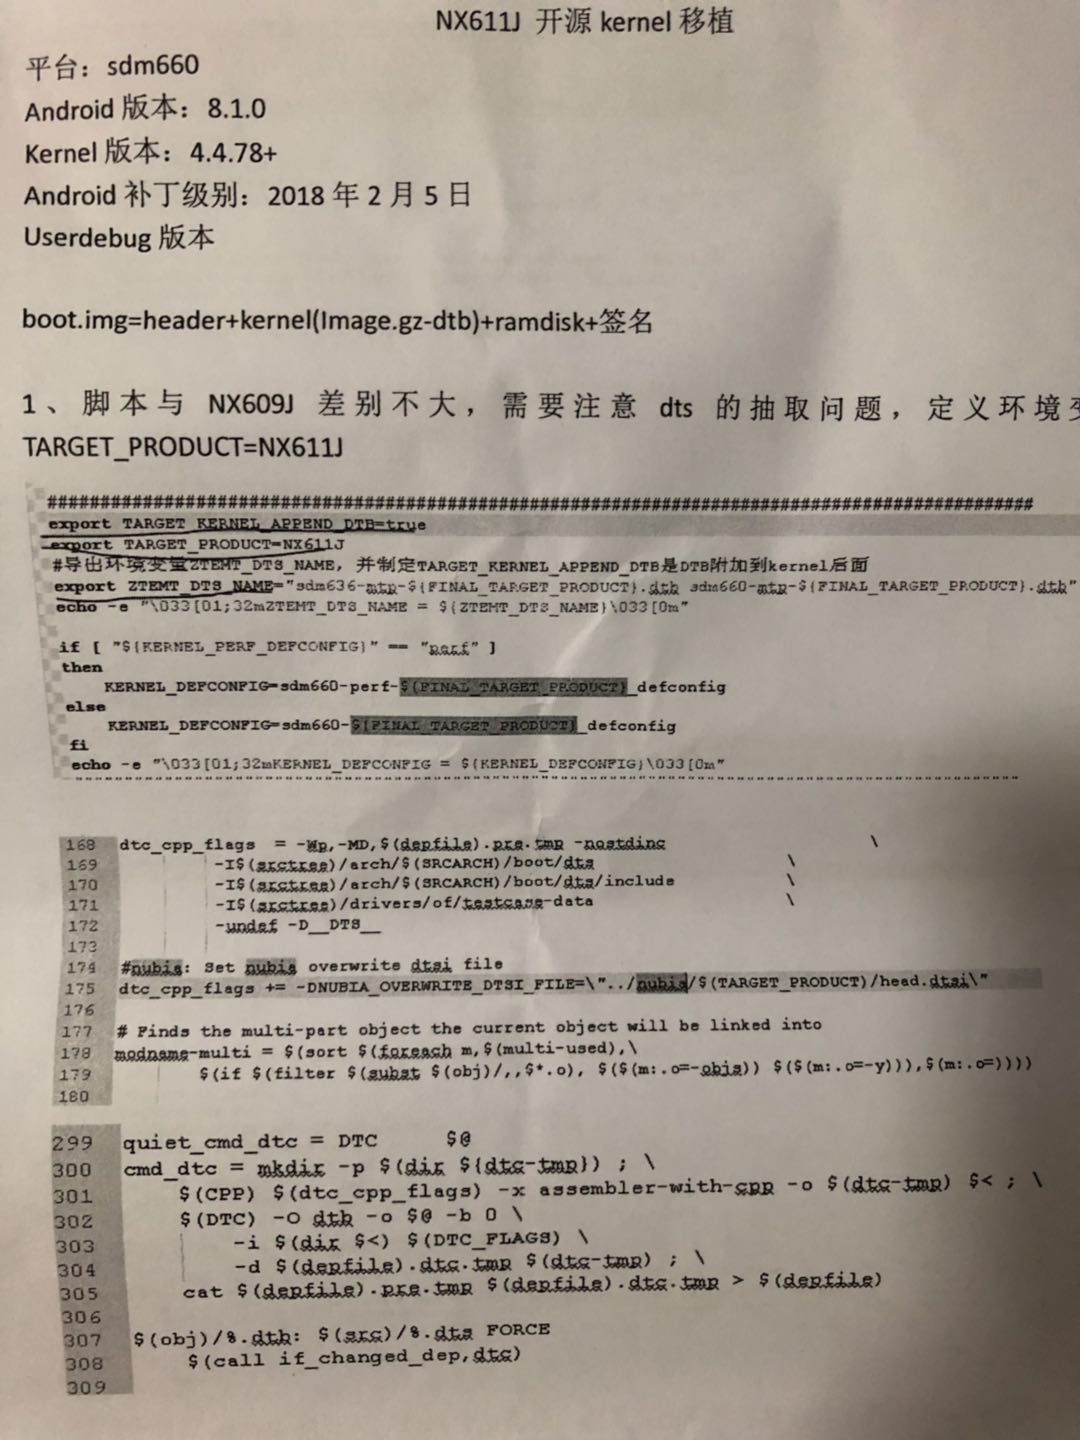 NX611J 开源 kernel 移植
平台：sdm660
Android 版本：8.1.0
Kernel 版本：4.4.78+
Android 补丁级别：2018 年 2 月 5 日
Userdebug 版本
boot.img=header+kernel(Image.gz-dtb)+ramdisk+签名
1、脚本与 NX609J 差别不大，需要注意 dts 的抽取问题，定义环境
TARGET_PRODUCT=NX611J
##############################################################################################
export TARGET_KERNEL_APPEND_DTB=true
export TARGET_PRODUCT=NX611J
#导出环境变量ZTEMT_DTS_NAME，并制定TARGET_KERNEL_APPEND_DTB是DTB附加到kernel后面
export ZTEMT_DTS_NAME="sdm636-mtp-${FINAL_TARGET_PRODUCT}.dtb sdm660-mtp-${FINAL_TARGET_PRODUCT}.dtb"
echo -e "\033[01;32mZTEMT_DTS_NAME = ${ZTEMT_DTS_NAME}\033[0m"
if [ "${KERNEL_PERF_DEFCONFIG}" == "perf" ]
then
KERNEL_DEFCONFIG=sdm660-perf-${FINAL_TARGET_PRODUCT}_defconfig
else
KERNEL_DEFCONFIG=sdm660-${FINAL_TARGET_PRODUCT}_defconfig
fi
echo -e "\033[01;32mKERNEL_DEFCONFIG = ${KERNEL_DEFCONFIG}\033[0m"
168 dtc_cpp_flags = -Wp,-MD,$(depfile).pre.tmp -nostdinc \
169 -I$(srctree)/arch/$(SRCARCH)/boot/dts \
170 -I$(srctree)/arch/$(SRCARCH)/boot/dts/include \
171 -I$(srctree)/drivers/of/testcase-data \
172 -undef -D__DTS__
173
174 #nubia: Set nubia overwrite dtsi file
175 dtc_cpp_flags += -DNUBIA_OVERWRITE_DTSI_FILE=\"../nubia/$(TARGET_PRODUCT)/head.dtsi\"
176
177 # Finds the multi-part object the current object will be linked into
178 modname-multi = $(sort $(foreach m,$(multi-used),\
179 $(if $(filter $(subst $(obj)/,,$*.o), $($(m:.o=-objs)) $($(m:.o=-y))),$(m:.o=))))
180
299 quiet_cmd_dtc = DTC $@
300 cmd_dtc = mkdir -p $(dir ${dtc-tmp}) ; \
301 $(CPP) $(dtc_cpp_flags) -x assembler-with-cpp -o $(dtc-tmp) $< ; \
302 $(DTC) -O dtb -o $@ -b 0 \
303 -i $(dir $<) $(DTC_FLAGS) \
304 -d $(depfile).dtc.tmp $(dtc-tmp) ; \
305 cat $(depfile).pre.tmp $(depfile).dtc.tmp > $(depfile)
306
307 $(obj)/%.dtb: $(src)/%.dts FORCE
308 $(call if_changed_dep,dtc)
309